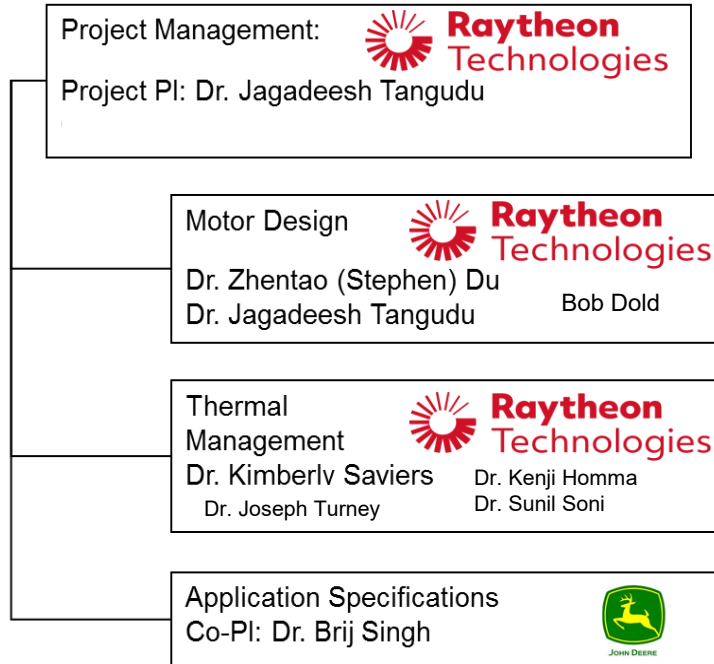 Project Management:
Raytheon
Technologies
Project PI: Dr. Jagadeesh Tangudu
Motor Design
Raytheon
Technologies
Dr. Zhentao (Stephen) Du
Dr. Jagadeesh Tangudu
Bob Dold
Thermal
Management
Raytheon
Technologies
Dr. Kimberly Saviers
Dr. Joseph Turney
Dr. Kenji Homma
Dr. Sunil Soni
Application Specifications
Co-PI: Dr. Brij Singh
JOHN DEERE